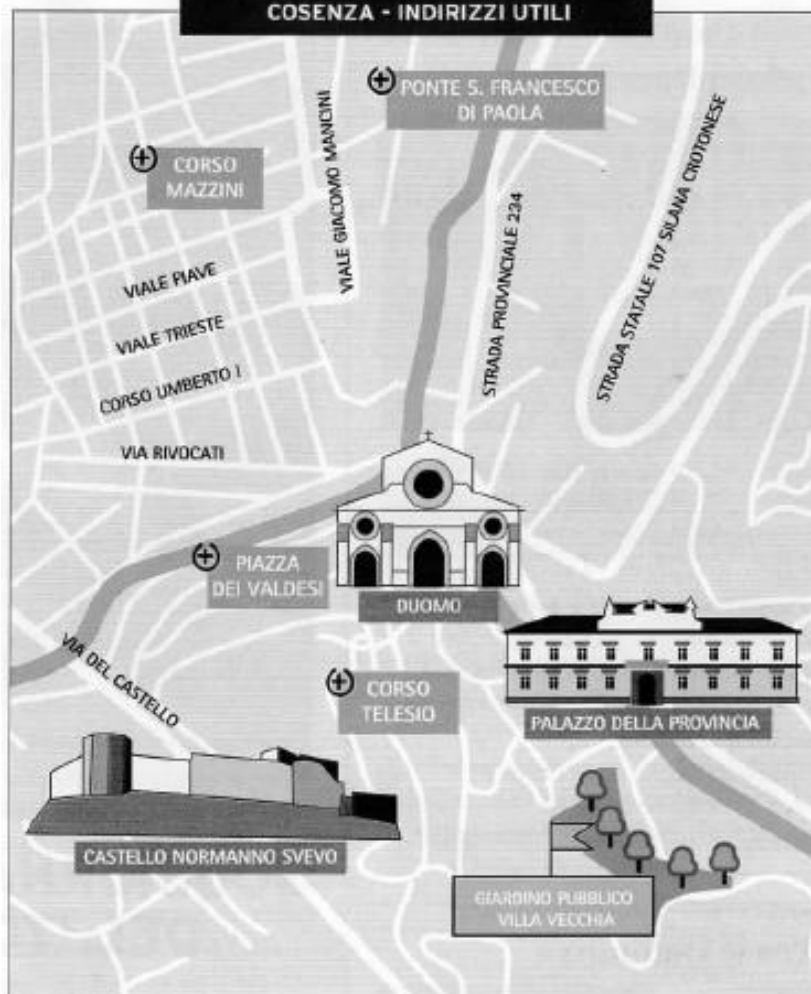 COSENZA - INDIRIZZI UTILI
PONTE S. FRANCESCO
DI PAOLA
CORSO
MAZZINI
VIALE GIACOMO MANCINI
STRADA PROVINCIALE 234
STRADA STATALE 107 SILANA CROTONESE
VIALE PIAVE
VIALE TRIESTE
CORSO UMBERTO I
VIA RIVOCATI
PIAZZA
DEI VALDESI
DUOMO
VIA DEL CASTELLO
CORSO
TELESIO
PALAZZO DELLA PROVINCIA
CASTELLO NORMANNO SVEVO
GIARDINO PUBBLICO
VILLA VECCHIA